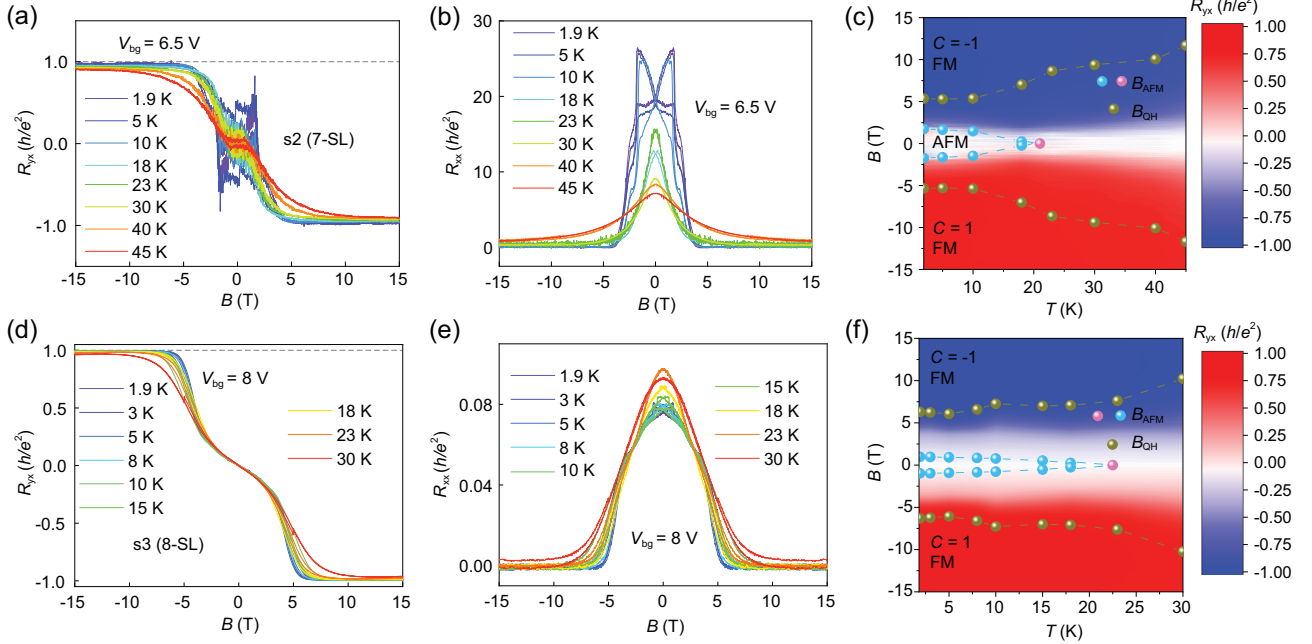 (a)
V_bg = 6.5 V
1.0
0.0
-1.0
R_yx (h/e²)
1.9 K
5 K
10 K
18 K
23 K
30 K
40 K
45 K
s2 (7-SL)
-15 -10 -5 0 5 10 15
B (T)
(b)
30
20
10
0
R_xx (h/e²)
1.9 K
5 K
10 K
18 K
23 K
30 K
40 K
45 K
V_bg = 6.5 V
-15 -10 -5 0 5 10 15
B (T)
(c)
15
10
5
0
-5
-10
-15
B (T)
C = -1
FM
AFM
C = 1
FM
B_AFM
B_QH
10 20 30 40
T (K)
R_yx (h/e²)
1.00
0.75
0.50
0.25
0.00
-0.25
-0.50
-0.75
-1.00
(d)
1.0
0.5
0.0
-0.5
-1.0
R_yx (h/e²)
V_bg = 8 V
1.9 K
3 K
5 K
8 K
10 K
15 K
18 K
23 K
30 K
s3 (8-SL)
-15 -10 -5 0 5 10 15
B (T)
(e)
0.08
0.04
0.00
R_xx (h/e²)
1.9 K
3 K
5 K
8 K
10 K
15 K
18 K
23 K
30 K
V_bg = 8 V
-15 -10 -5 0 5 10 15
B (T)
(f)
15
10
5
0
-5
-10
-15
B (T)
C = -1
FM
C = 1
FM
B_AFM
B_QH
5 10 15 20 25 30
T (K)
R_yx (h/e²)
1.00
0.75
0.50
0.25
0.00
-0.25
-0.50
-0.75
-1.00